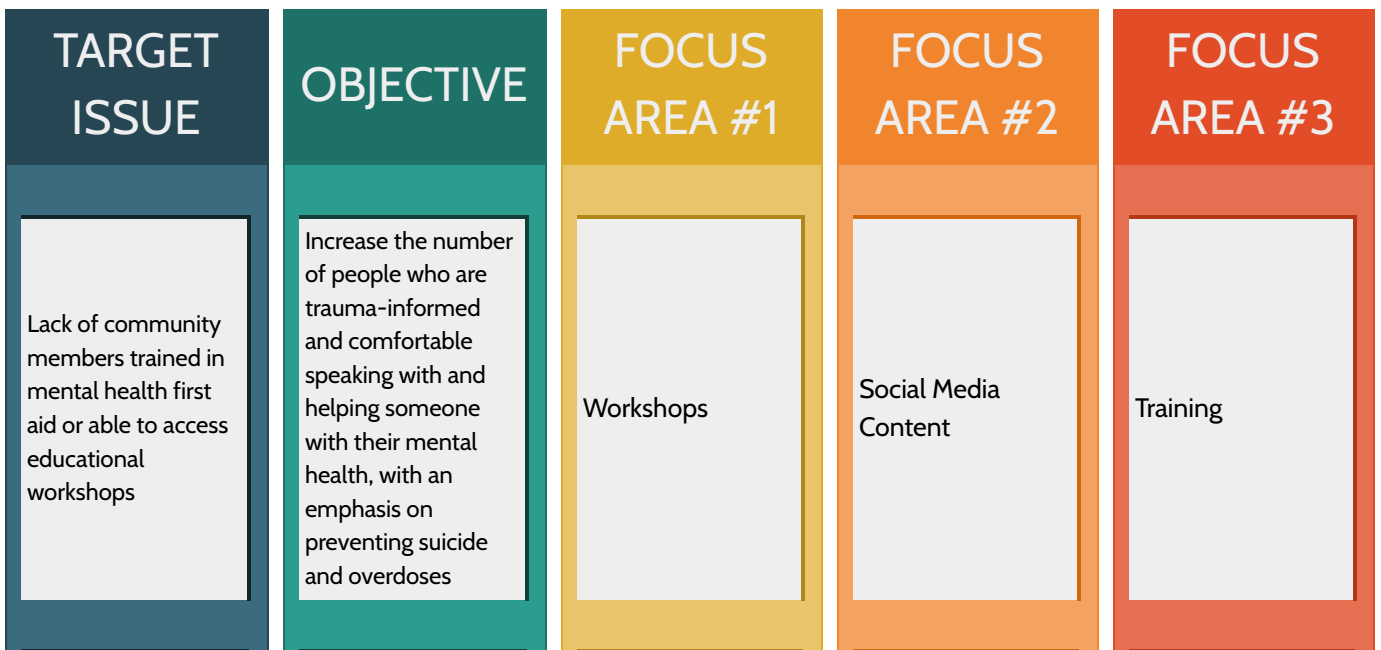 TARGET
ISSUE
OBJECTIVE
FOCUS
AREA #1
FOCUS
AREA #2
FOCUS
AREA #3
Lack of community
members trained in
mental health first
aid or able to access
educational
workshops
Increase the number
of people who are
trauma-informed
and comfortable
speaking with and
helping someone
with their mental
health, with an
emphasis on
preventing suicide
and overdoses
Workshops
Social Media
Content
Training